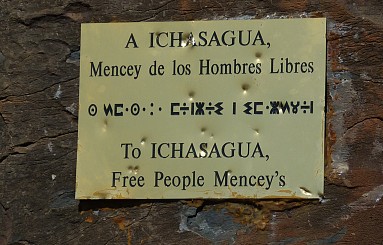 A ICHASAGUA,
Mencey de los Hombres Libres
To ICHASAGUA,
Free People Mencey's